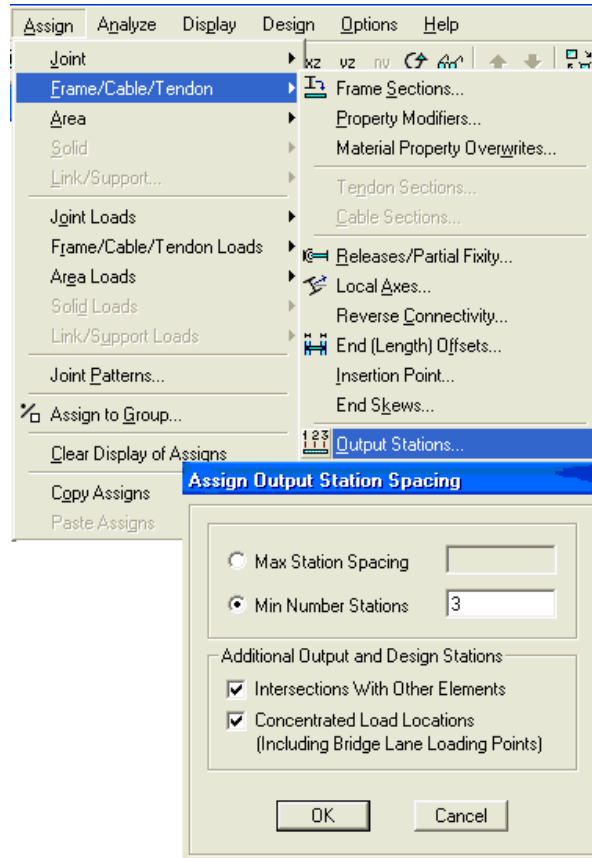 Assign Analyze Display Design Options Help
Joint
xz yz nv
Frame/Cable/Tendon
Frame Sections...
Area
Property Modifiers...
Solid
Material Property Overwrites...
Link/Support...
Tendon Sections...
Cable Sections...
Joint Loads
Frame/Cable/Tendon Loads
Releases/Partial Fixity...
Area Loads
Local Axes...
Solid Loads
Reverse Connectivity...
Link/Support Loads
End (Length) Offsets...
Joint Patterns...
Insertion Point...
Assign to Group...
End Skews...
Clear Display of Assigns
123
Output Stations...
Copy Assigns
Paste Assigns
Assign Output Station Spacing
Max Station Spacing
Min Number Stations 3
Additional Output and Design Stations
Intersections With Other Elements
Concentrated Load Locations
(Including Bridge Lane Loading Points)
OK Cancel